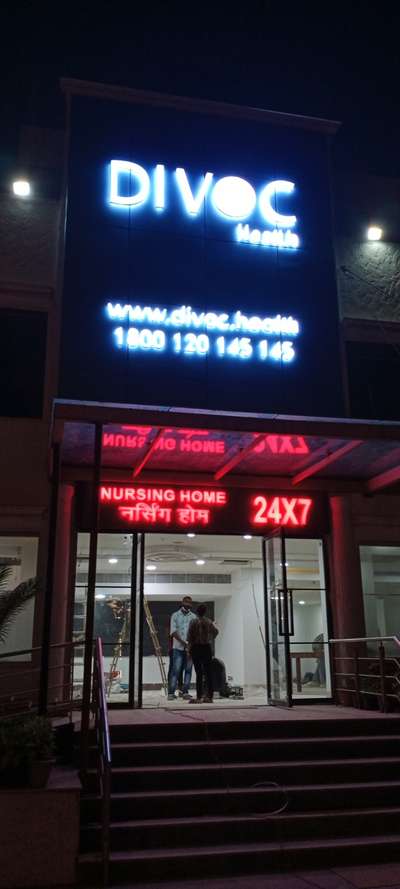 DIVOC
Health
www.divoc.health
1800 120 145 145
NURSING HOME
नर्सिंग होम
24X7